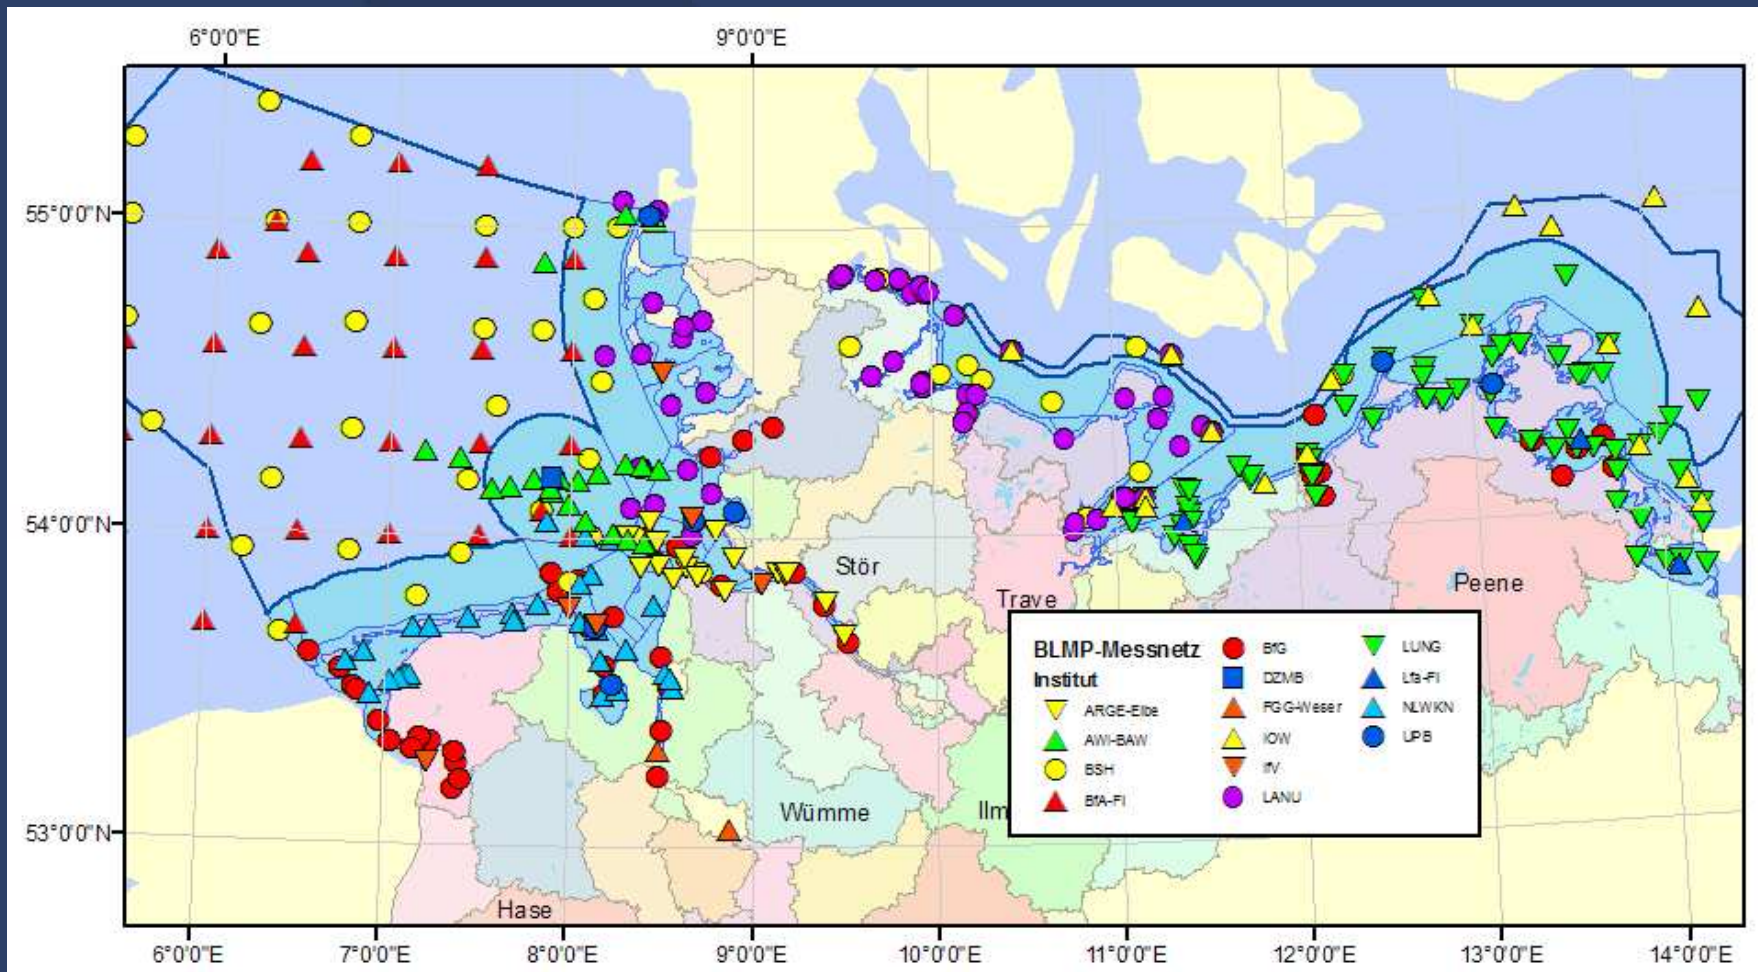 6°0'0"E 9°0'0"E
55°0'0"N
54°0'0"N
53°0'0"N
Stör
Trave
Peene
Wümme
Ilm
Hase
BLMP-Messnetz
Institut
ARGE-Elbe
AWI-BAW
BSH
BfA-FI
BfG
DZMB
FGG-Weser
IOW
IfV
LANU
LUNG
Lfa-FI
NLWKN
UPB
6°0'0"E 7°0'0"E 8°0'0"E 9°0'0"E 10°0'0"E 11°0'0"E 12°0'0"E 13°0'0"E 14°0'0"E